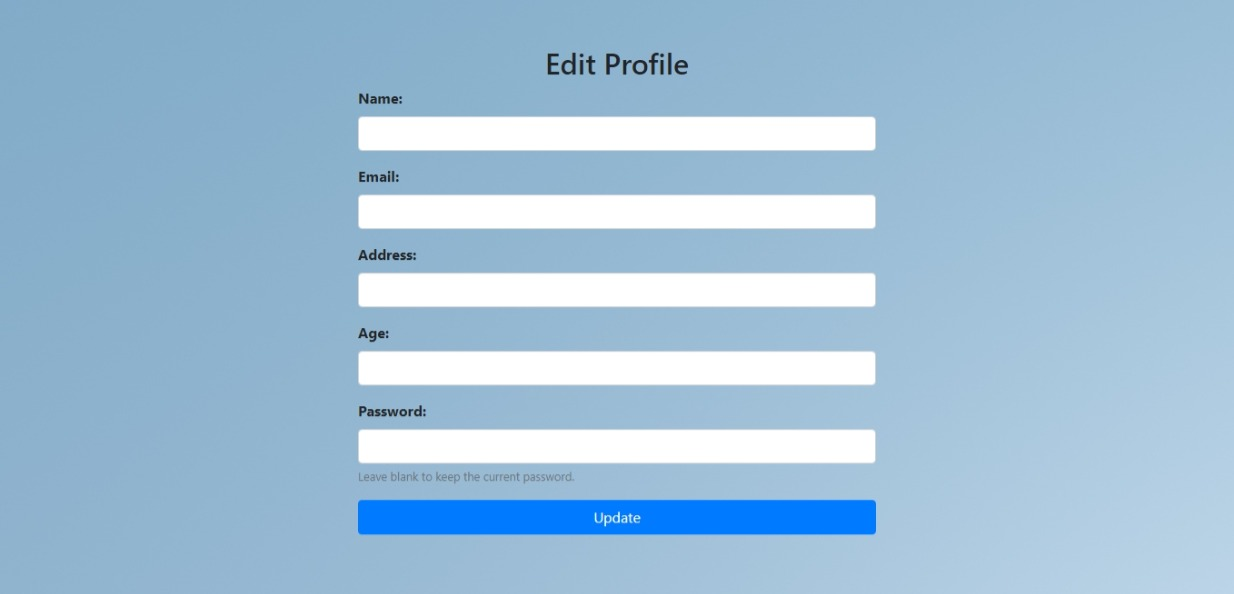 Edit Profile
Name:
Email:
Address:
Age:
Password:
Leave blank to keep the current password.
Update